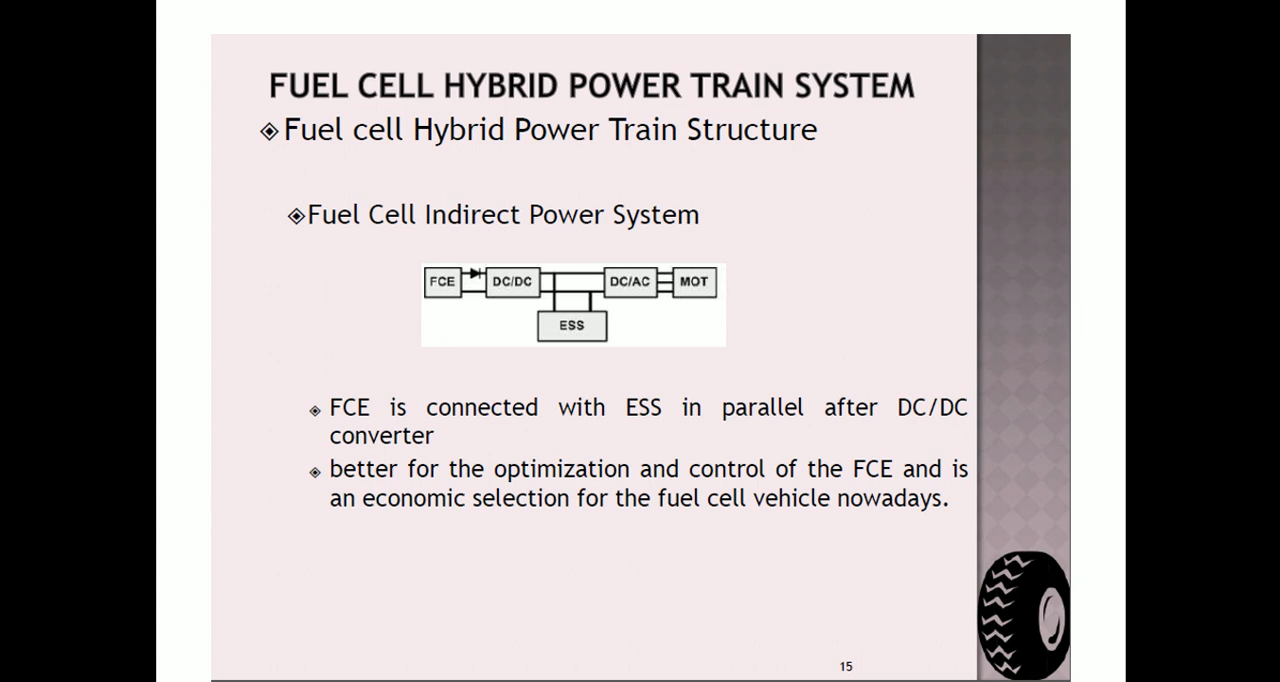 FUEL CELL HYBRID POWER TRAIN SYSTEM
Fuel cell Hybrid Power Train Structure
Fuel Cell Indirect Power System
FCE DC/DC DC/AC MOT
ESS
FCE is connected with ESS in parallel after DC/DC
converter
better for the optimization and control of the FCE and is
an economic selection for the fuel cell vehicle nowadays.
15